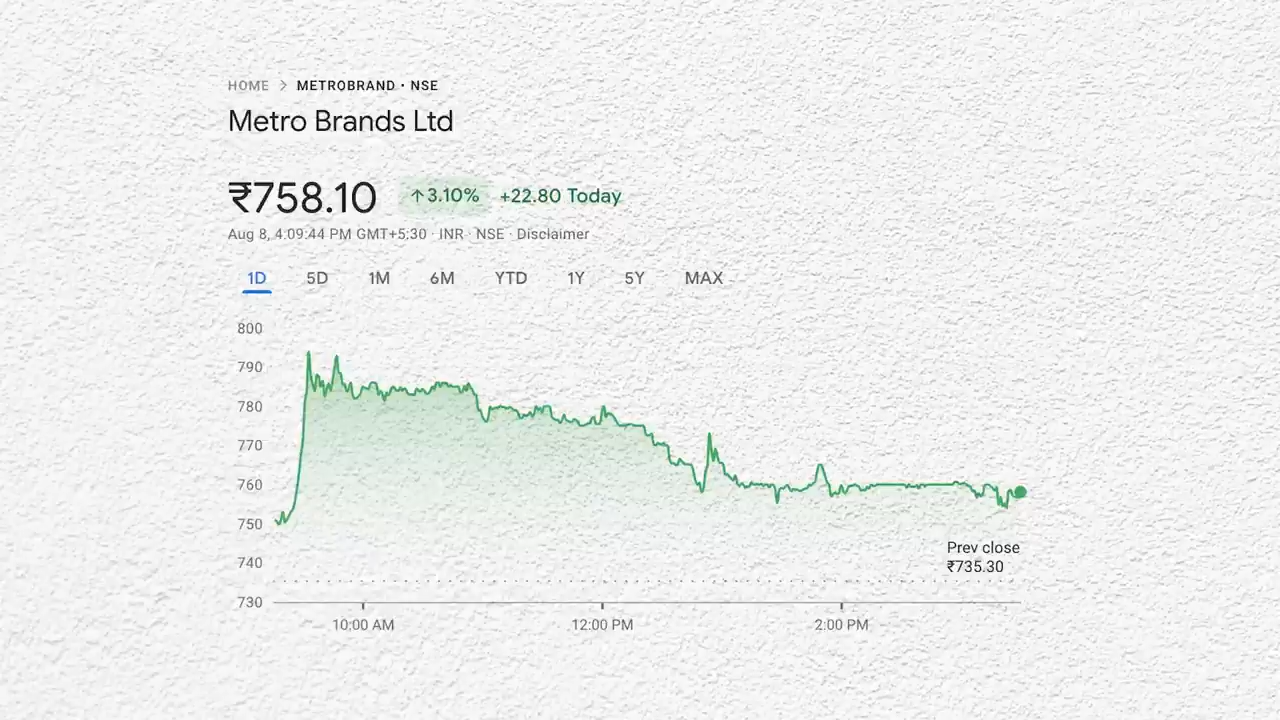 HOME > METROBRAND • NSE
Metro Brands Ltd
₹758.10 ↑3.10% +22.80 Today
Aug 8, 4:09:44 PM GMT+5:30 · INR · NSE · Disclaimer
1D 5D 1M 6M YTD 1Y 5Y MAX
800
790
780
770
760
750
740
730
Prev close
₹735.30
10:00 AM 12:00 PM 2:00 PM